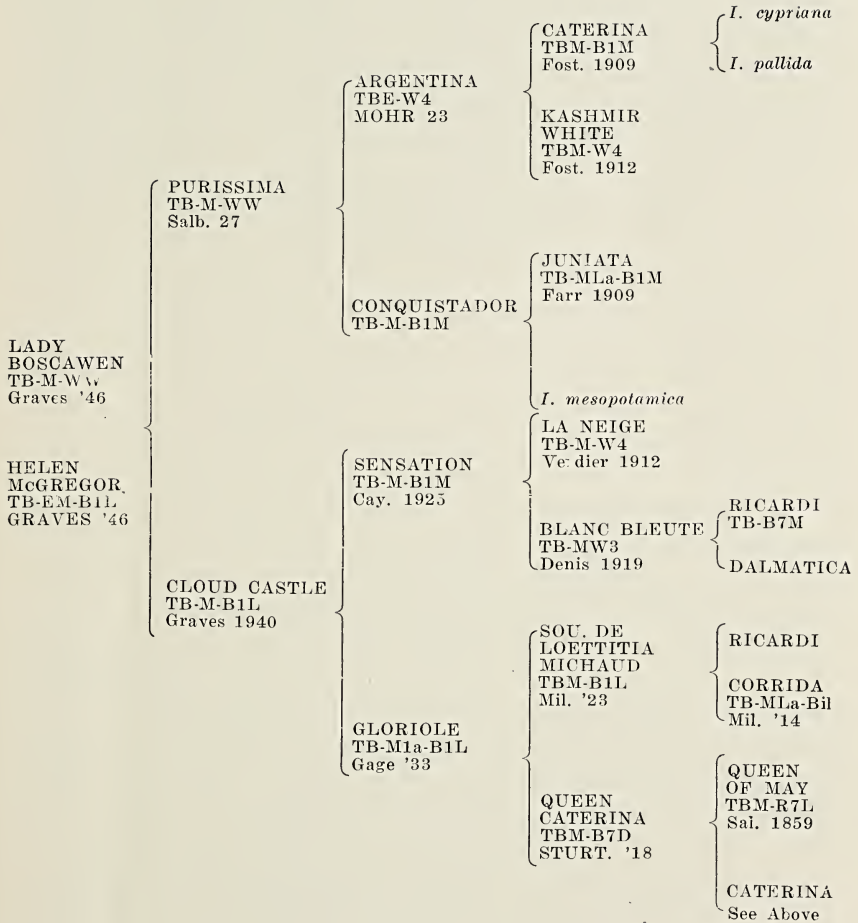 I. cypriana
CATERINA
TBM-B1M
Fost. 1909
I. pallida
ARGENTINA
TBE-W4
MOHR 23
KASHMIR
WHITE
TBM-W4
Fost. 1912
PURISSIMA
TB-M-WW
Salb. 27
JUNIATA
TB-MLa-B1M
Farr 1909
CONQUISTADOR
TB-M-B1M
LADY
BOSCAWEN
TB-M-WW
Graves '46
I. mesopotamica
LA NEIGE
TB-M-W4
Verdier 1912
HELEN
McGREGOR
TB-EM-B1L
GRAVES '46
SENSATION
TB-M-B1M
Cay. 1925
RICARDI
TB-B7M
BLANC BLEUTE
TB-MW3
Denis 1919
DALMATICA
CLOUD CASTLE
TB-M-B1L
Graves 1940
SOU. DE
LOETTITIA
MICHAUD
TBM-B1L
Mil. '23
RICARDI
CORRIDA
TB-MLa-Bil
Mil. '14
GLORIOLE
TB-M1a-B1L
Gage '33
QUEEN
OF MAY
TBM-R7L
Sal. 1859
QUEEN
CATERINA
TBM-B7D
STURT. '18
CATERINA
See Above